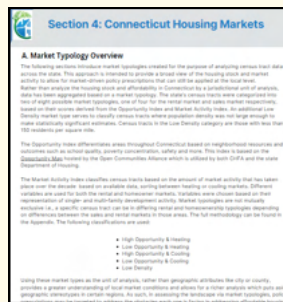 Section 4: Connecticut Housing Markets
A. Market Typology Overview
The following sections introduce market typologies created for the purpose of analyzing census tract data
across the state. This approach is intended to provide a broad view of the housing stock and market
activity to allow for market-driven policy prescriptions that can still be applied at the local level.
Rather than analyze the housing stock and affordability in Connecticut by a jurisdictional unit of analysis,
data has been aggregated based on a market typology. The state's census tracts were categorized into
two of eight possible market typologies, one of four for the rental market and sales market respectively,
based on their scores derived from the Opportunity Index and Market Activity Index. An additional Low
Density market type serves to classify census tracts where population density was not large enough to
make statistically significant estimates. Census tracts in the Low Density category are those with less than
150 residents per square mile.
The Opportunity Index differentiates areas throughout Connecticut based on neighborhood resources and
outcomes such as school quality, poverty concentration, safety and more. This Index is based on the
Opportunity Map hosted by the Open Communities Alliance which is utilized by both CHFA and the state
Department of Housing.
The Market Activity Index classifies census tracts based on the amount of market activity that has taken
place over the decade based on available data, sorting between heating or cooling markets. Different
variables are used for both the rental and homeowner markets. Variables were chosen based on their
representation of single- and multi-family development activity. Market typologies are not mutually
exclusive i.e., a specific census tract can be in differing rental and homeownership typologies depending
on differences between the sales and rental markets in those areas. The full methodology can be found in
the Appendix. The following classifications are used:
• High Opportunity & Heating
• Low Opportunity & Heating
• High Opportunity & Cooling
• Low Opportunity & Cooling
• Low Density
Using these market types as the unit of analysis, rather than geographic attributes like city or county,
provides a greater understanding of local market conditions and allows for a richer analysis which puts aside
geographic stereotypes in certain regions. As such, in assessing the landscape via market typologies, policy